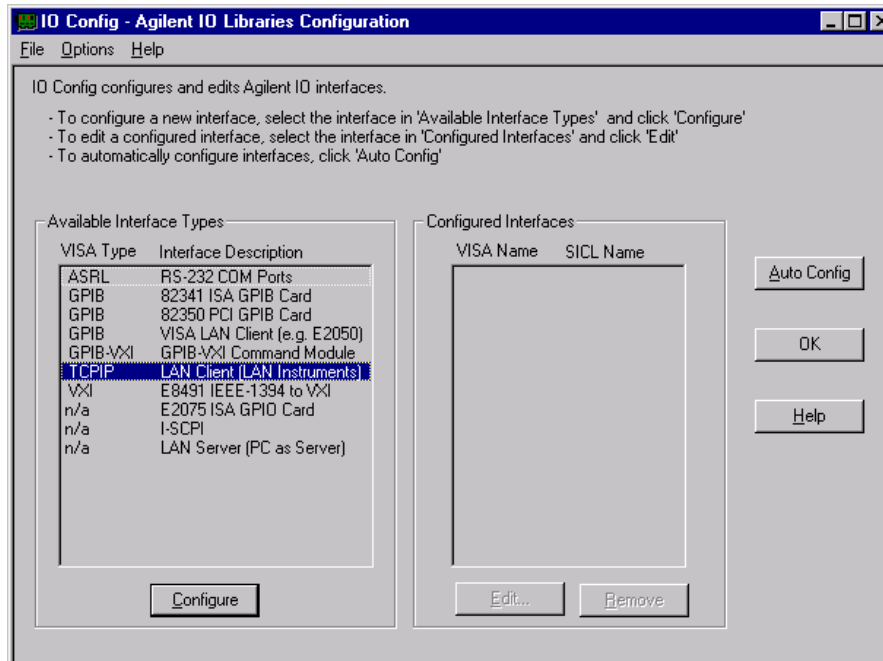 IO Config - Agilent IO Libraries Configuration
File Options Help
IO Config configures and edits Agilent IO interfaces.
- To configure a new interface, select the interface in 'Available Interface Types' and click 'Configure'
- To edit a configured interface, select the interface in 'Configured Interfaces' and click 'Edit'
- To automatically configure interfaces, click 'Auto Config'
Available Interface Types
VISA Type Interface Description
ASRL RS-232 COM Ports
GPIB 82341 ISA GPIB Card
GPIB 82350 PCI GPIB Card
GPIB VISA LAN Client (e.g. E2050)
GPIB-VXI GPIB-VXI Command Module
TCPIP LAN Client (LAN Instruments)
VXI E8491 IEEE-1394 to VXI
n/a E2075 ISA GPIO Card
n/a I-SCPI
n/a LAN Server (PC as Server)
Configure
Configured Interfaces
VISA Name SICL Name
Edit... Remove
Auto Config
OK
Help